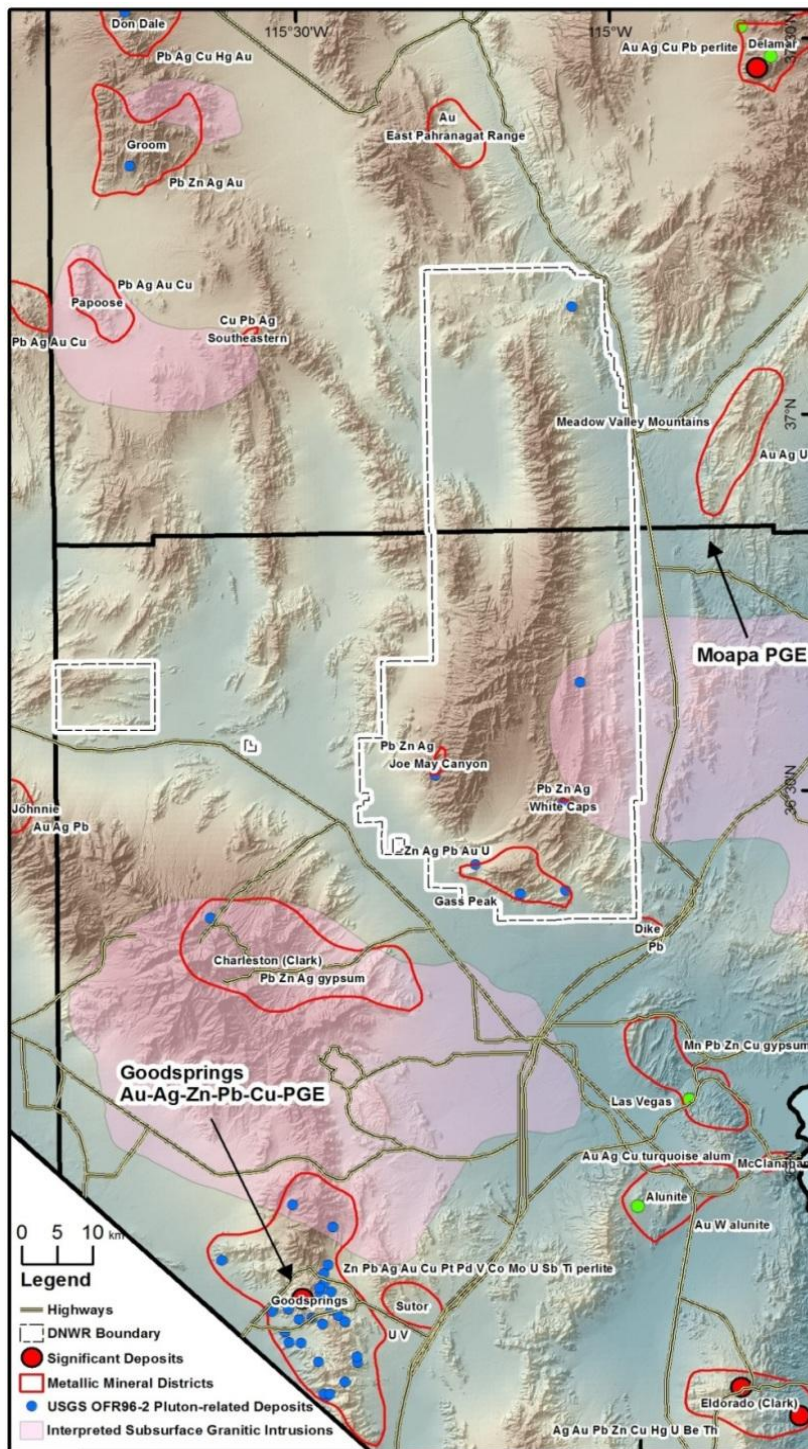 115°30'W
115°W
37°30'N
Don Dale
Pb Ag Cu Hg Au
Au Ag Cu Pb perlite
Delamar
Groom
Pb Zn Ag Au
Au
East Pahranagat Range
Pb Ag Au Cu
Papoose
Pb Ag Au Cu
Cu Pb Ag
Southeastern
37°N
Meadow Valley Mountains
Au Ag U
Moapa PGE
Pb Zn Ag
Joe May Canyon
36°30'N
Pb Zn Ag
White Caps
Johnnie
Au Ag Pb
Zn Ag Pb Au U
Gass Peak
Dike
Pb
Charleston (Clark)
Pb Zn Ag gypsum
Mn Pb Zn Cu gypsum
Las Vegas
Goodsprings
Au-Ag-Zn-Pb-Cu-PGE
Au Ag Cu turquoise alum
McClanahan
Alunite
Au W alunite
Zn Pb Ag Au Cu Pt Pd V Co Mo U Sb Ti perlite
Goodsprings
Sutor
U V
Eldorado (Clark)
Ag Au Pb Zn Cu Hg U Be Th
0 5 10
km
Legend
Highways
DNWR Boundary
Significant Deposits
Metallic Mineral Districts
USGS OFR96-2 Pluton-related Deposits
Interpreted Subsurface Granitic Intrusions